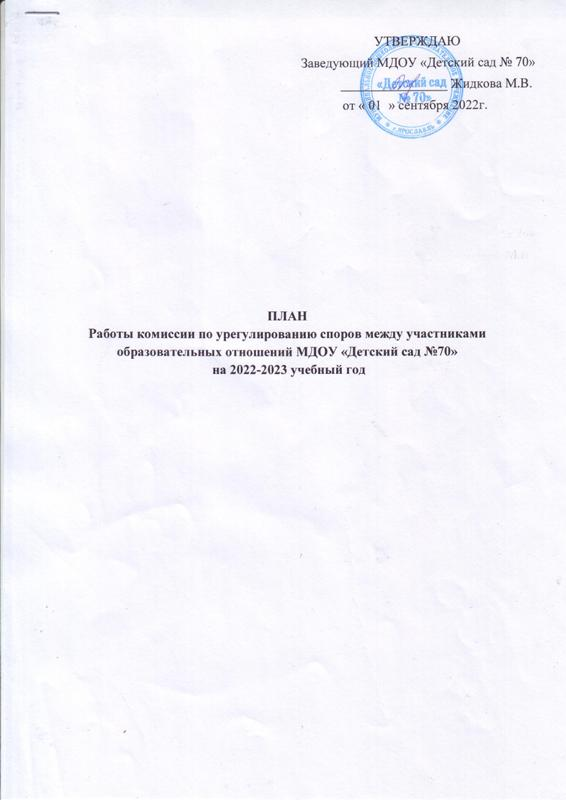 УТВЕРЖДАЮ
Заведующий МДОУ «Детский сад № 70»
«Детский сад № 70»
Жидкова М.В.
от « 01 » сентября 2022г.
г. ЯРОСЛАВЛЬ
ПЛАН
Работы комиссии по урегулированию споров между участниками
образовательных отношений МДОУ «Детский сад №70»
на 2022-2023 учебный год